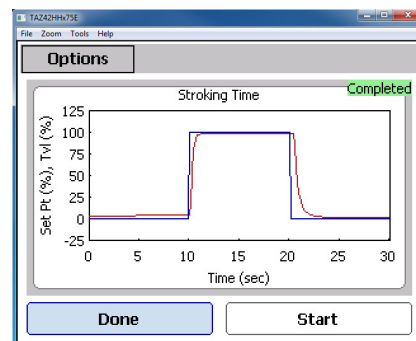 TAZ42HHx75E
File Zoom Tools Help
Options
Completed
Stroking Time
Set Pt (%), Tvl (%)
125
100
75
50
25
0
-25
0 5 10 15 20 25 30
Time (sec)
Done Start